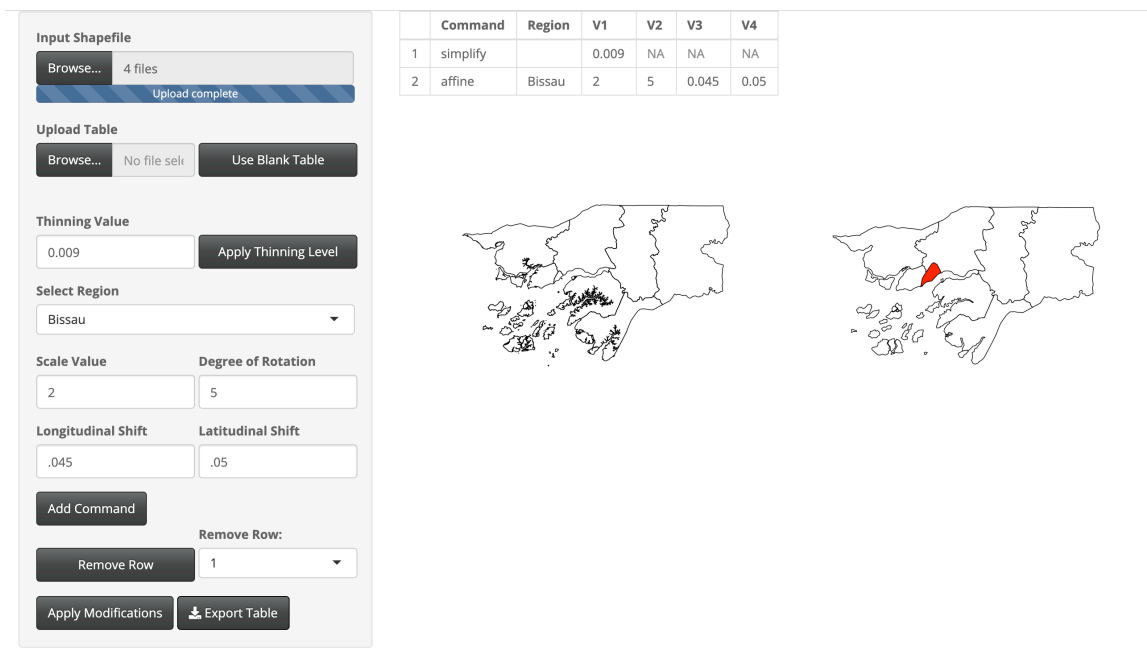 Input Shapefile
Browse... 4 files
Upload complete
Upload Table
Browse... No file sele Use Blank Table
Thinning Value
0.009 Apply Thinning Level
Select Region
Bissau
Scale Value Degree of Rotation
2 5
Longitudinal Shift Latitudinal Shift
.045 .05
Add Command
Remove Row:
Remove Row 1
Apply Modifications Export Table
Command Region V1 V2 V3 V4
1 simplify 0.009 NA NA NA
2 affine Bissau 2 5 0.045 0.05